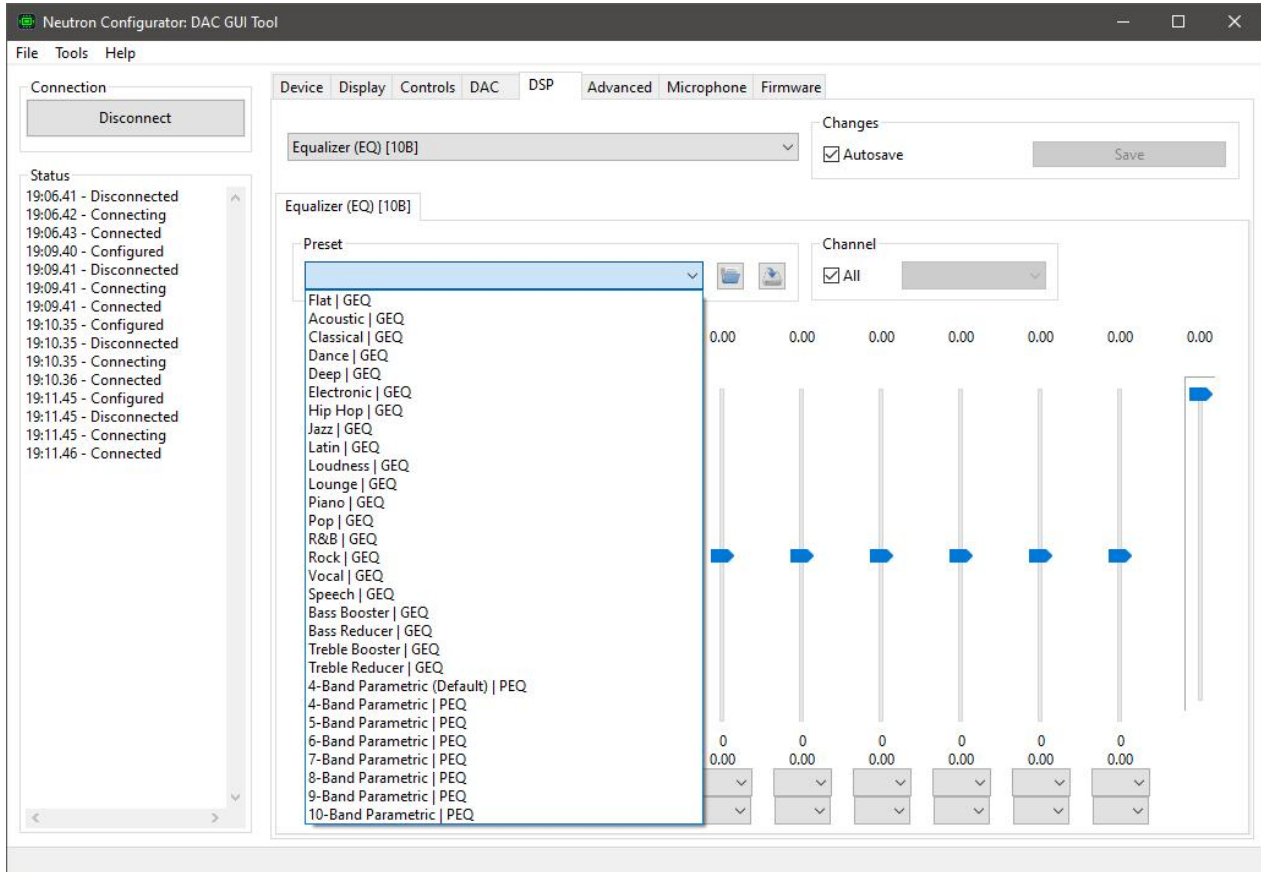 Neutron Configurator: DAC GUI Tool
File Tools Help
Connection
Disconnect
Status
19:06.41 - Disconnected
19:06.42 - Connecting
19:06.43 - Connected
19:09.40 - Configured
19:09.41 - Disconnected
19:09.41 - Connecting
19:09.41 - Connected
19:10.35 - Configured
19:10.35 - Disconnected
19:10.35 - Connecting
19:10.36 - Connected
19:11.45 - Configured
19:11.45 - Disconnected
19:11.45 - Connecting
19:11.46 - Connected
Device Display Controls DAC DSP Advanced Microphone Firmware
Equalizer (EQ) [10B]
Changes
Autosave
Save
Equalizer (EQ) [10B]
Preset
Channel
All
Flat | GEQ
Acoustic | GEQ
Classical | GEQ
Dance | GEQ
Deep | GEQ
Electronic | GEQ
Hip Hop | GEQ
Jazz | GEQ
Latin | GEQ
Loudness | GEQ
Lounge | GEQ
Piano | GEQ
Pop | GEQ
R&B | GEQ
Rock | GEQ
Vocal | GEQ
Speech | GEQ
Bass Booster | GEQ
Bass Reducer | GEQ
Treble Booster | GEQ
Treble Reducer | GEQ
4-Band Parametric (Default) | PEQ
4-Band Parametric | PEQ
5-Band Parametric | PEQ
6-Band Parametric | PEQ
7-Band Parametric | PEQ
8-Band Parametric | PEQ
9-Band Parametric | PEQ
10-Band Parametric | PEQ
0.00 0.00 0.00 0.00 0.00 0.00 0.00
0 0 0 0 0 0
0.00 0.00 0.00 0.00 0.00 0.00